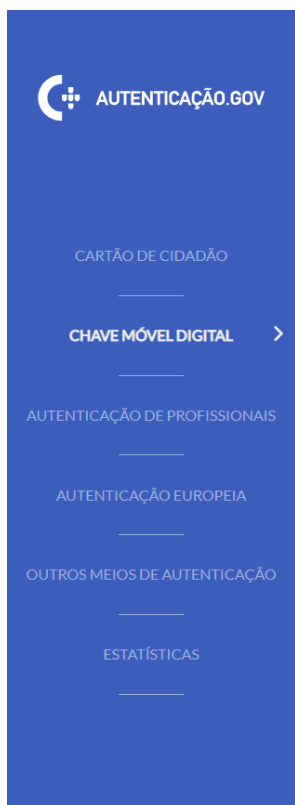 AUTENTICAÇÃO.GOV
CARTÃO DE CIDADÃO
CHAVE MÓVEL DIGITAL
AUTENTICAÇÃO DE PROFISSIONAIS
AUTENTICAÇÃO EUROPEIA
OUTROS MEIOS DE AUTENTICAÇÃO
ESTATÍSTICAS